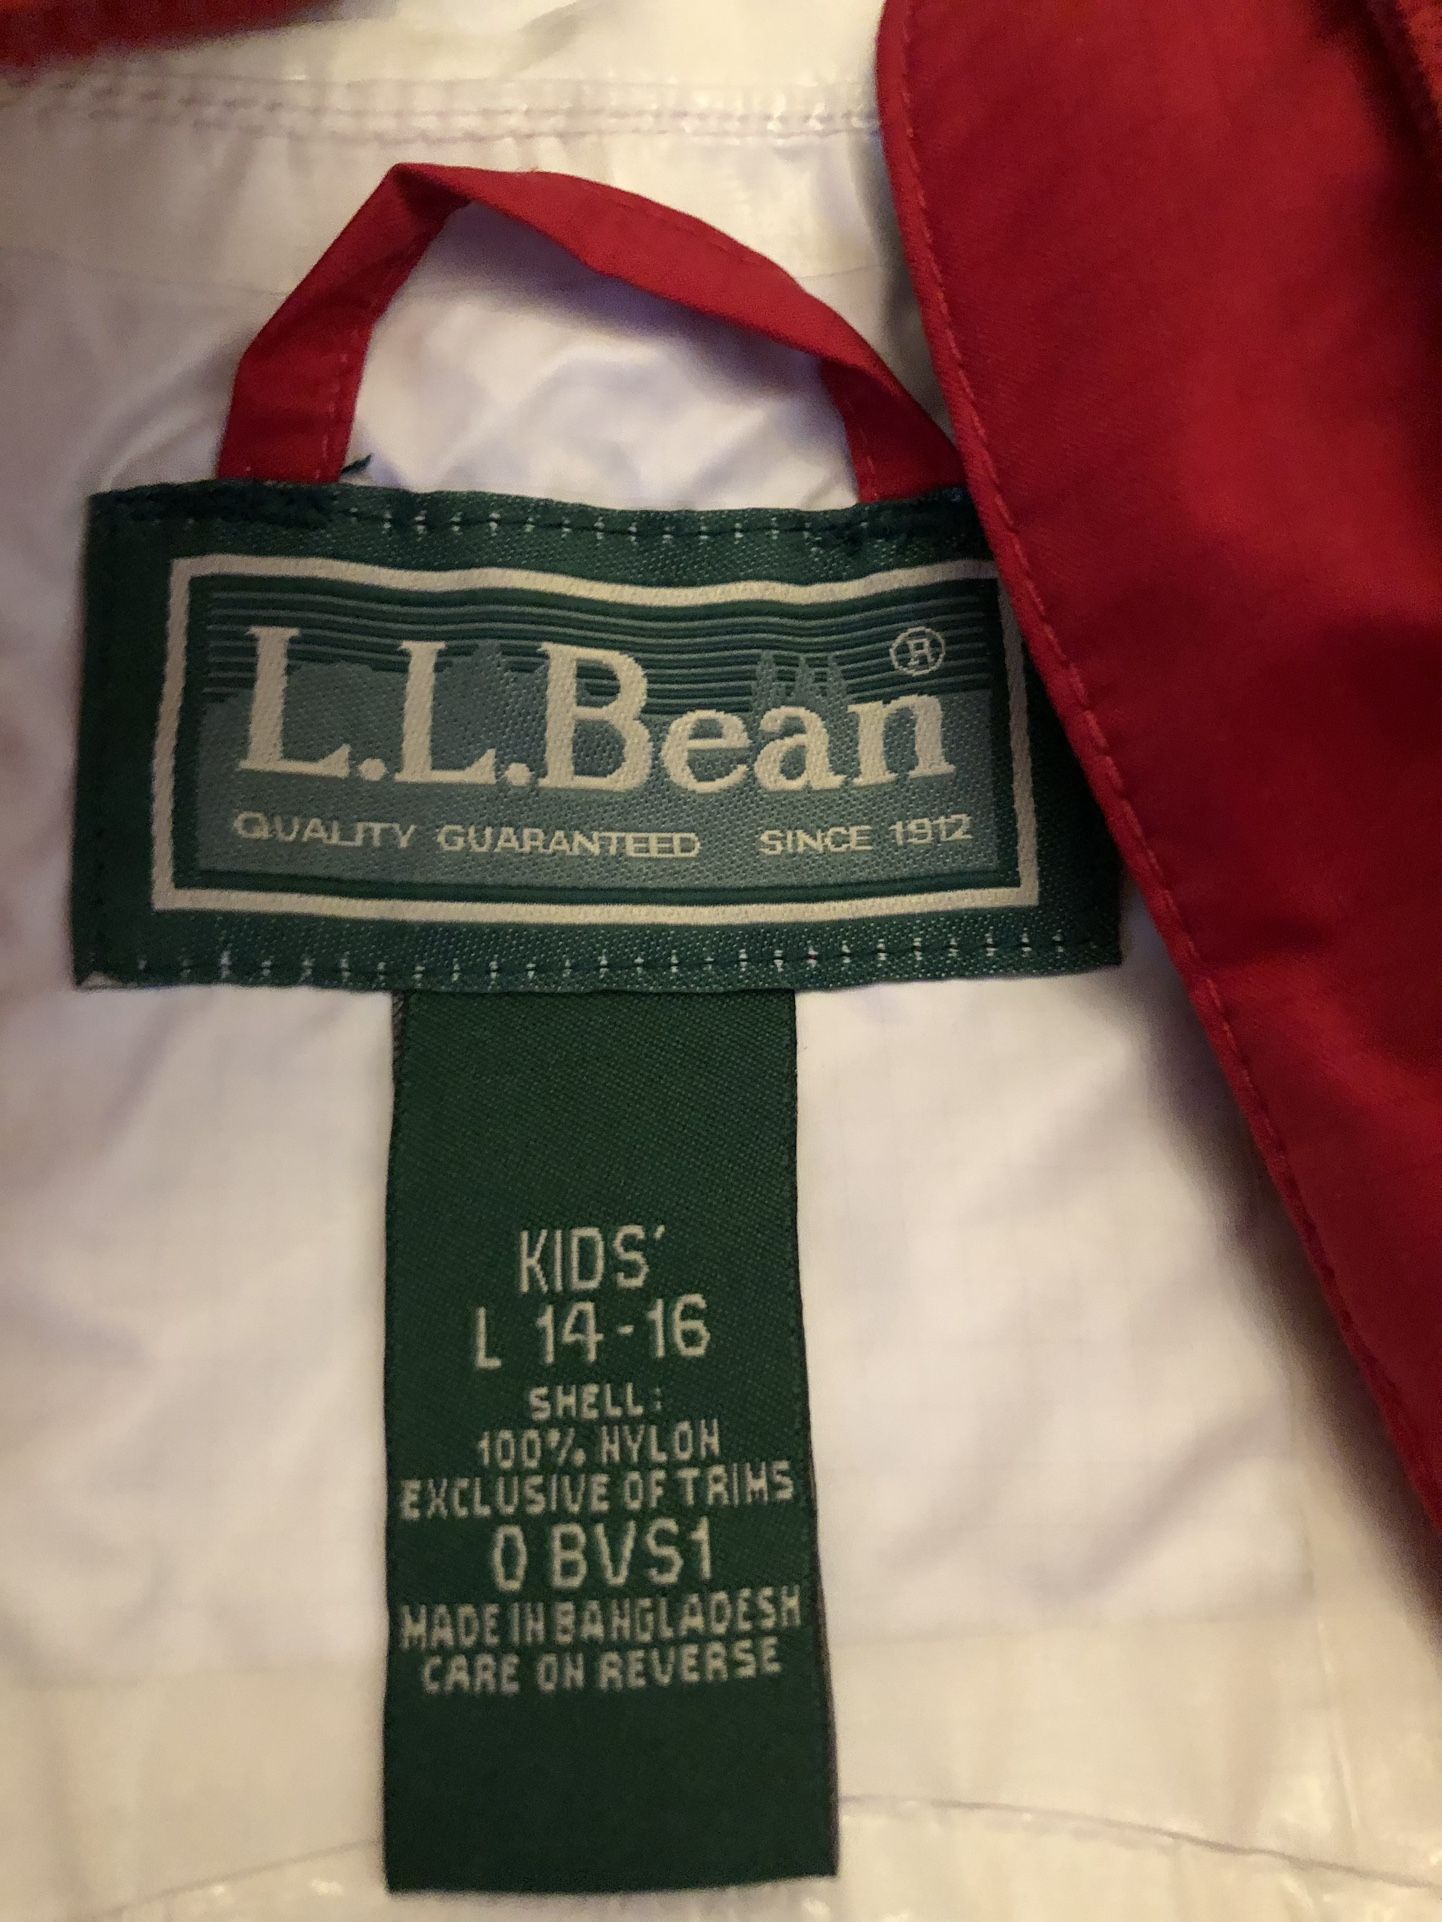 L.L.Bean®
QUALITY GUARANTEED SINCE 1912
KIDS'
L 14-16
SHELL:
100% NYLON
EXCLUSIVE OF TRIMS
0 BVS1
MADE IN BANGLADESH
CARE ON REVERSE